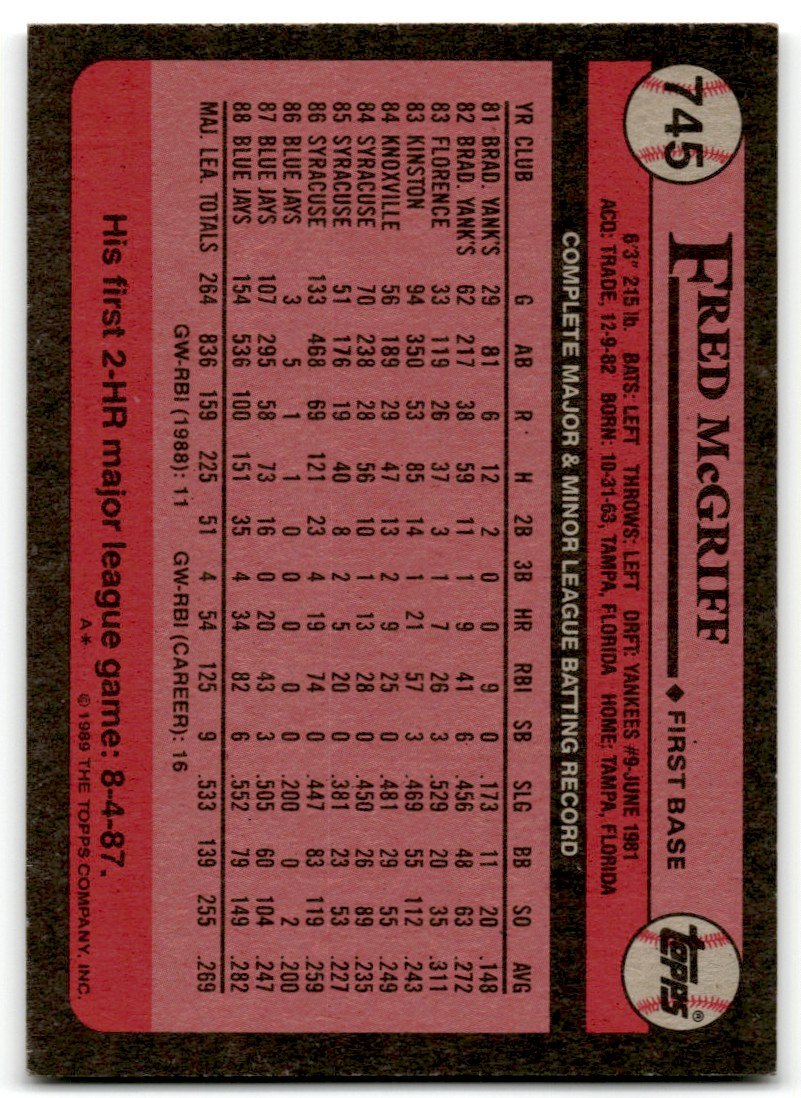 745
FRED McGRIFF ◆ FIRST BASE
topps®
6'3" 215 lb. BATS: LEFT THROWS: LEFT DRFT: YANKEES #9-JUNE 1981
ACQ: TRADE, 12-9-82 BORN: 10-31-63, TAMPA, FLORIDA HOME: TAMPA, FLORIDA
COMPLETE MAJOR & MINOR LEAGUE BATTING RECORD
YR CLUB G AB R H 2B 3B HR RBI SB SLG BB SO AVG
81 BRAD. YANK'S 29 81 6 12 2 0 0 9 0 .173 11 20 .148
82 BRAD. YANK'S 62 217 38 59 11 1 9 41 6 .456 48 63 .272
83 FLORENCE 33 119 26 37 3 1 7 26 3 .529 20 35 .311
83 KINSTON 94 350 53 85 14 1 21 57 3 .469 55 112 .243
84 KNOXVILLE 56 189 29 47 13 2 9 25 0 .481 29 55 .249
84 SYRACUSE 70 238 28 56 10 1 13 28 0 .450 26 89 .235
85 SYRACUSE 51 176 19 40 8 2 5 20 0 .381 23 53 .227
86 SYRACUSE 133 468 69 121 23 4 19 74 0 .447 83 119 .259
86 BLUE JAYS 3 5 1 1 0 0 0 0 0 .200 0 2 .200
87 BLUE JAYS 107 295 58 73 16 0 20 43 3 .505 60 104 .247
88 BLUE JAYS 154 536 100 151 35 4 34 82 6 .552 79 149 .282
MAJ. LEA. TOTALS 264 836 159 225 51 4 54 125 9 .533 139 255 .269
GW-RBI (1988): 11 GW-RBI (CAREER): 16
His first 2-HR major league game: 8-4-87.
A* © 1989 THE TOPPS COMPANY, INC.